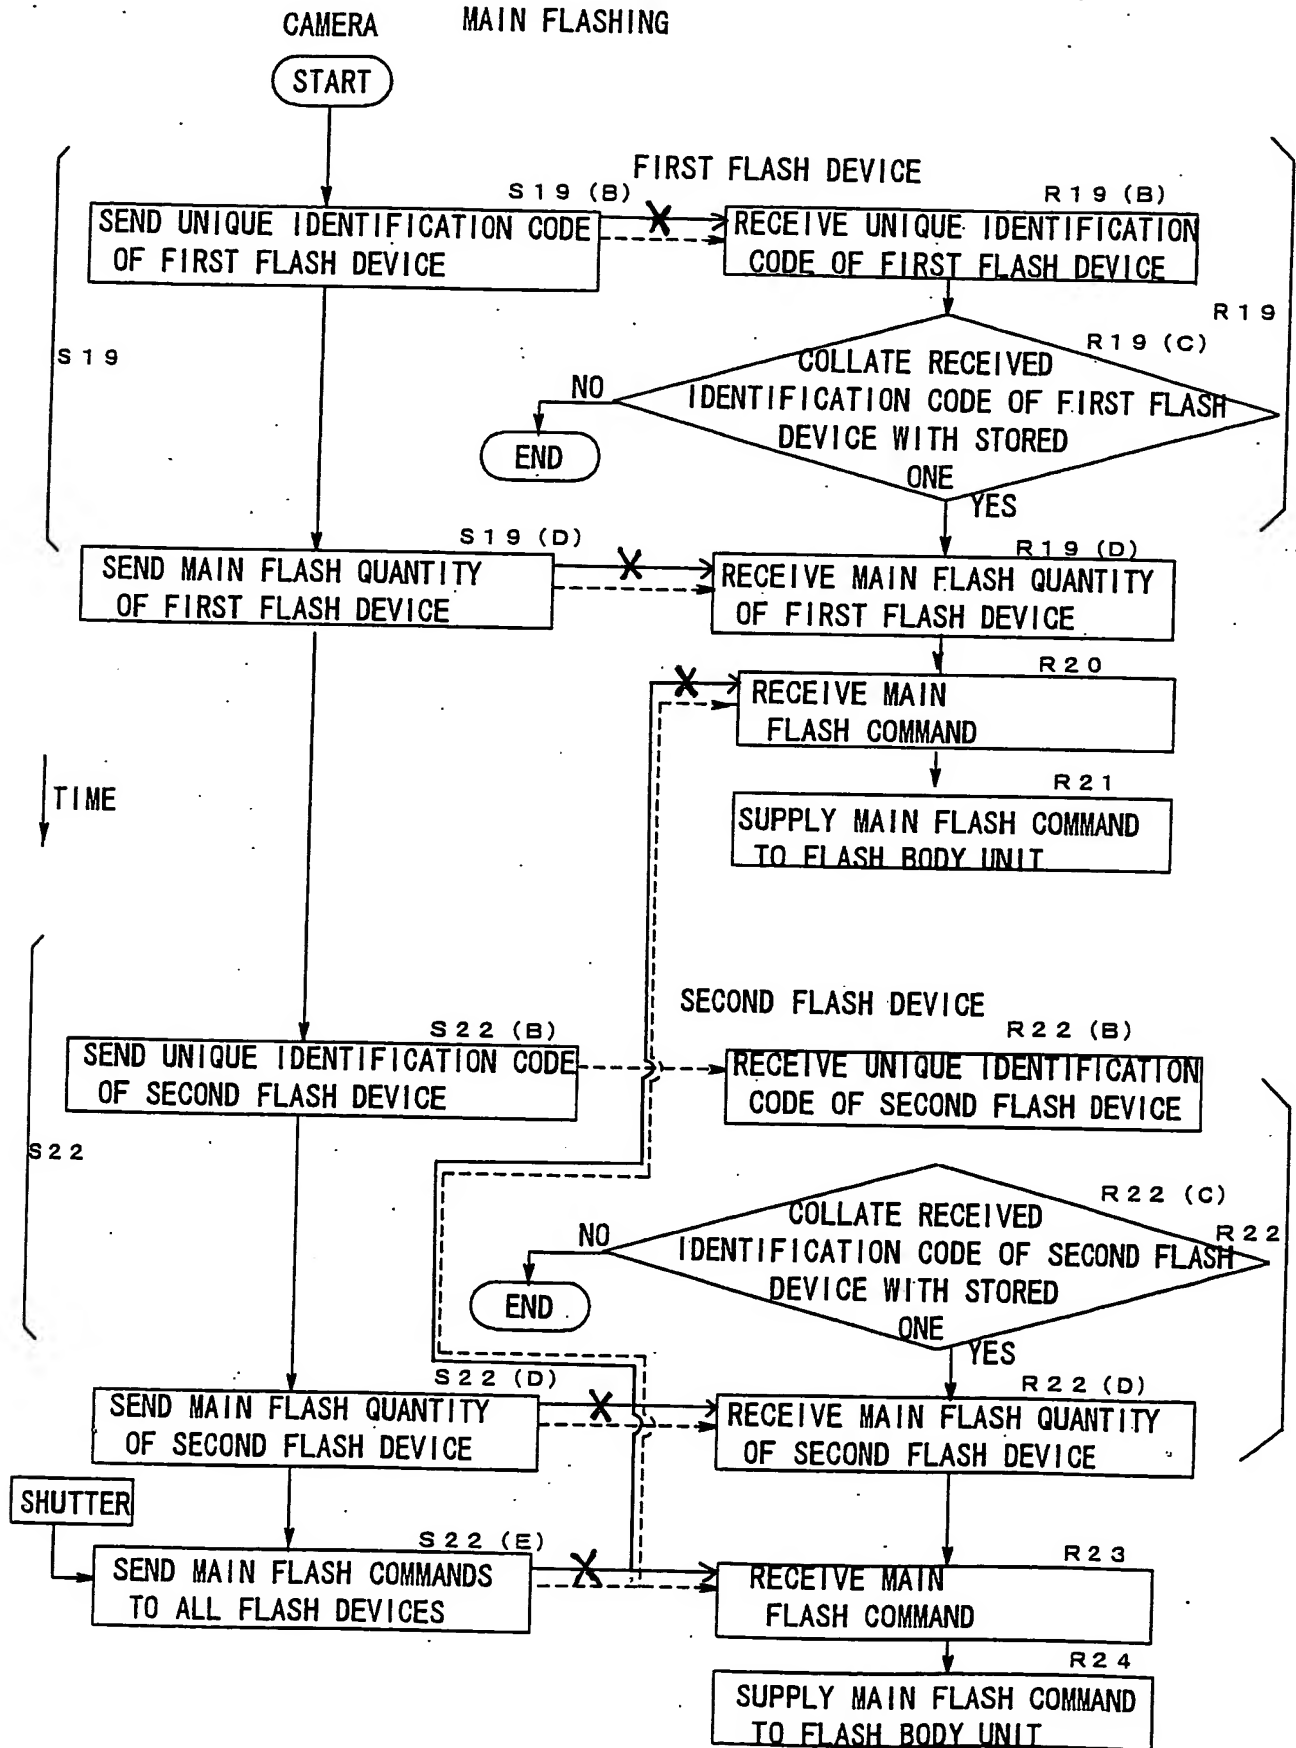 CAMERA MAIN FLASHING
START
FIRST FLASH DEVICE
S19 (B)
R19 (B)
SEND UNIQUE IDENTIFICATION CODE
OF FIRST FLASH DEVICE
RECEIVE UNIQUE IDENTIFICATION
CODE OF FIRST FLASH DEVICE
R19
S19
R19 (C)
COLLATE RECEIVED
IDENTIFICATION CODE OF FIRST FLASH
DEVICE WITH STORED
ONE
NO
END
YES
S19 (D)
R19 (D)
SEND MAIN FLASH QUANTITY
OF FIRST FLASH DEVICE
RECEIVE MAIN FLASH QUANTITY
OF FIRST FLASH DEVICE
R20
RECEIVE MAIN
FLASH COMMAND
TIME
R21
SUPPLY MAIN FLASH COMMAND
TO FLASH BODY UNIT
SECOND FLASH DEVICE
S22 (B)
R22 (B)
SEND UNIQUE IDENTIFICATION CODE
OF SECOND FLASH DEVICE
RECEIVE UNIQUE IDENTIFICATION
CODE OF SECOND FLASH DEVICE
S22
R22 (C)
R22
COLLATE RECEIVED
IDENTIFICATION CODE OF SECOND FLASH
DEVICE WITH STORED
ONE
NO
END
YES
S22 (D)
R22 (D)
SEND MAIN FLASH QUANTITY
OF SECOND FLASH DEVICE
RECEIVE MAIN FLASH QUANTITY
OF SECOND FLASH DEVICE
SHUTTER
S22 (E)
R23
SEND MAIN FLASH COMMANDS
TO ALL FLASH DEVICES
RECEIVE MAIN
FLASH COMMAND
R24
SUPPLY MAIN FLASH COMMAND
TO FLASH BODY UNIT